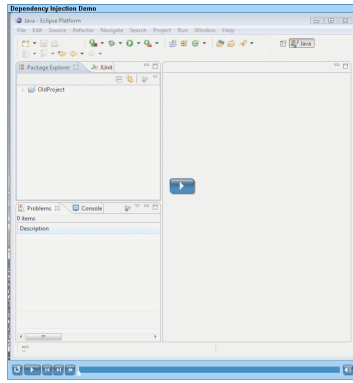 Dependency Injection Demo
Java - Eclipse Platform
File Edit Source Refactor Navigate Search Project Run Window Help
Java
Package Explorer JUnit
OldProject
Problems Console
0 items
Description